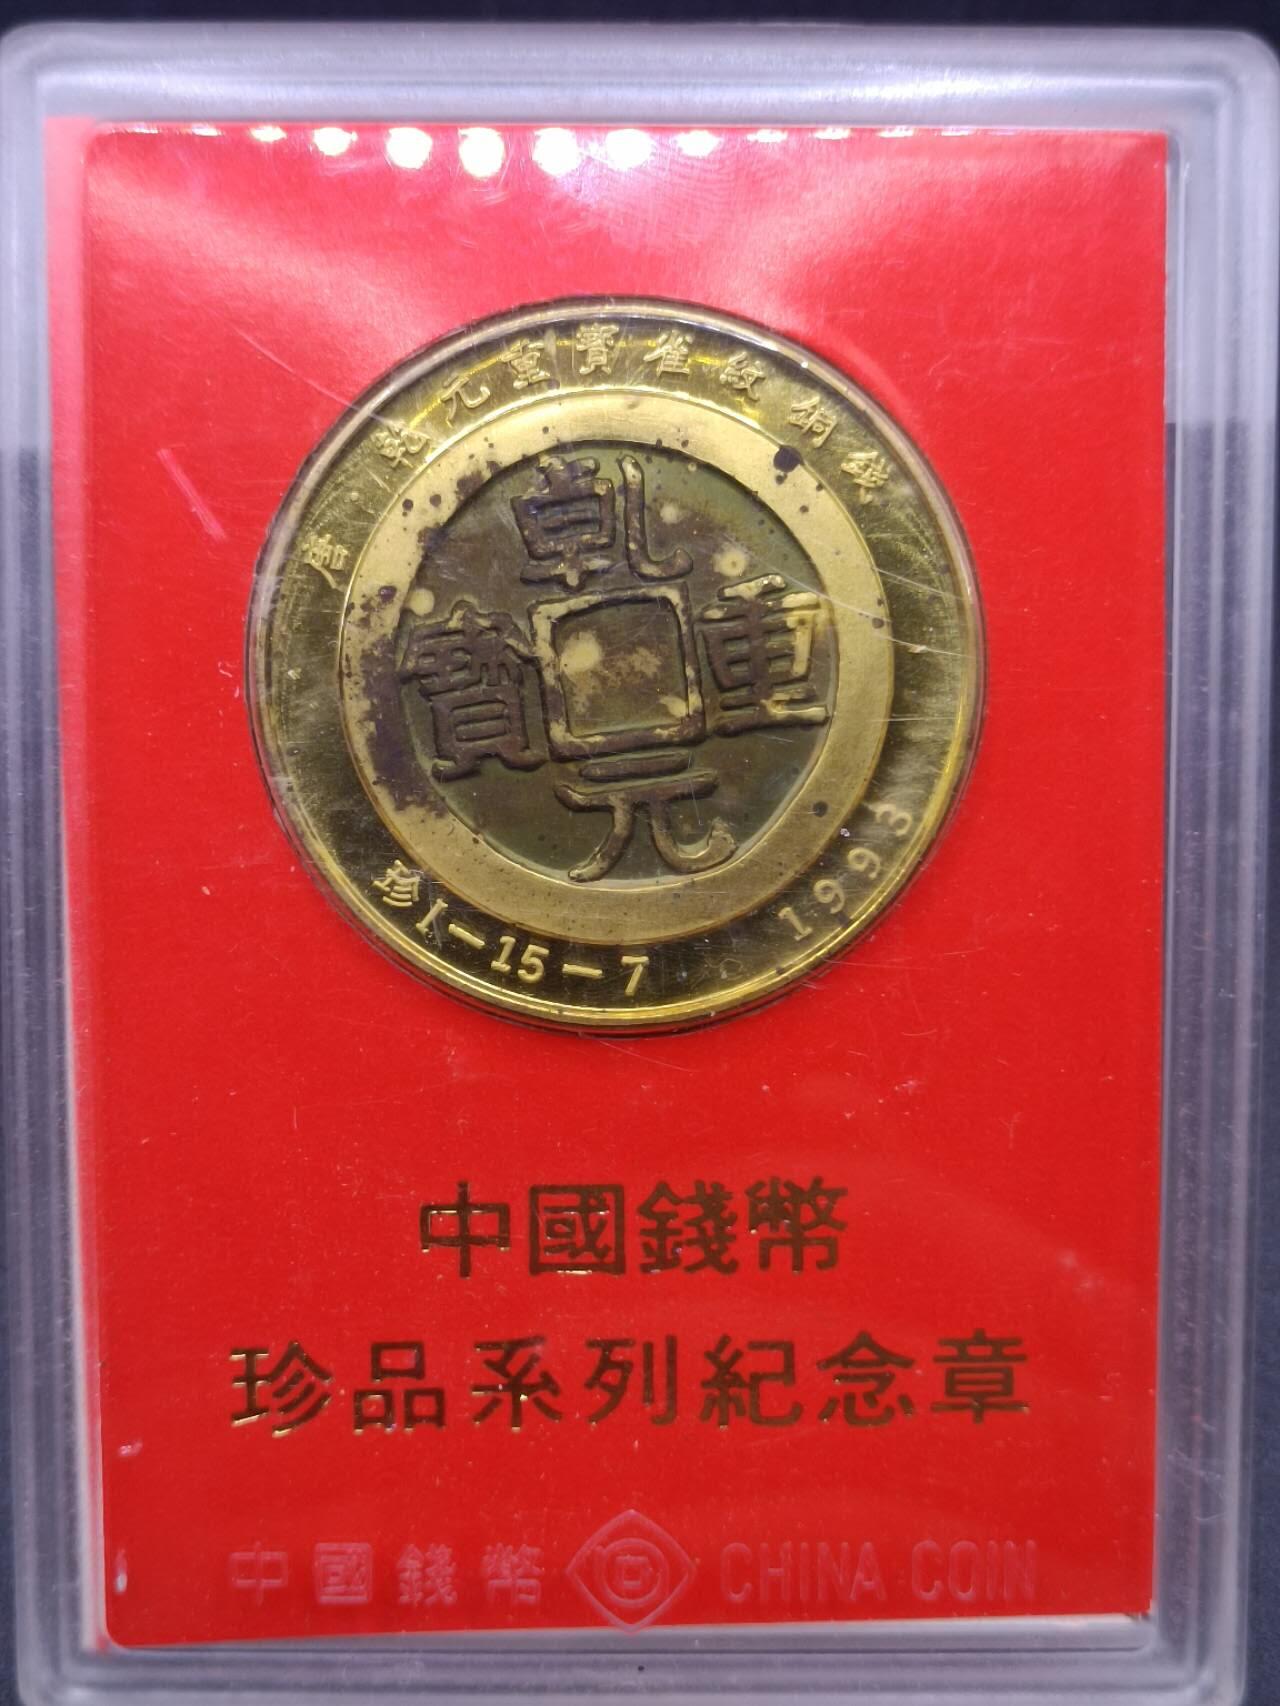 唐 乾元重寶雀紋銅錢
乾
元
重
寶
珍1-15-7
1993
中國錢幣
珍品系列紀念章
中國錢幣 CHINA COIN